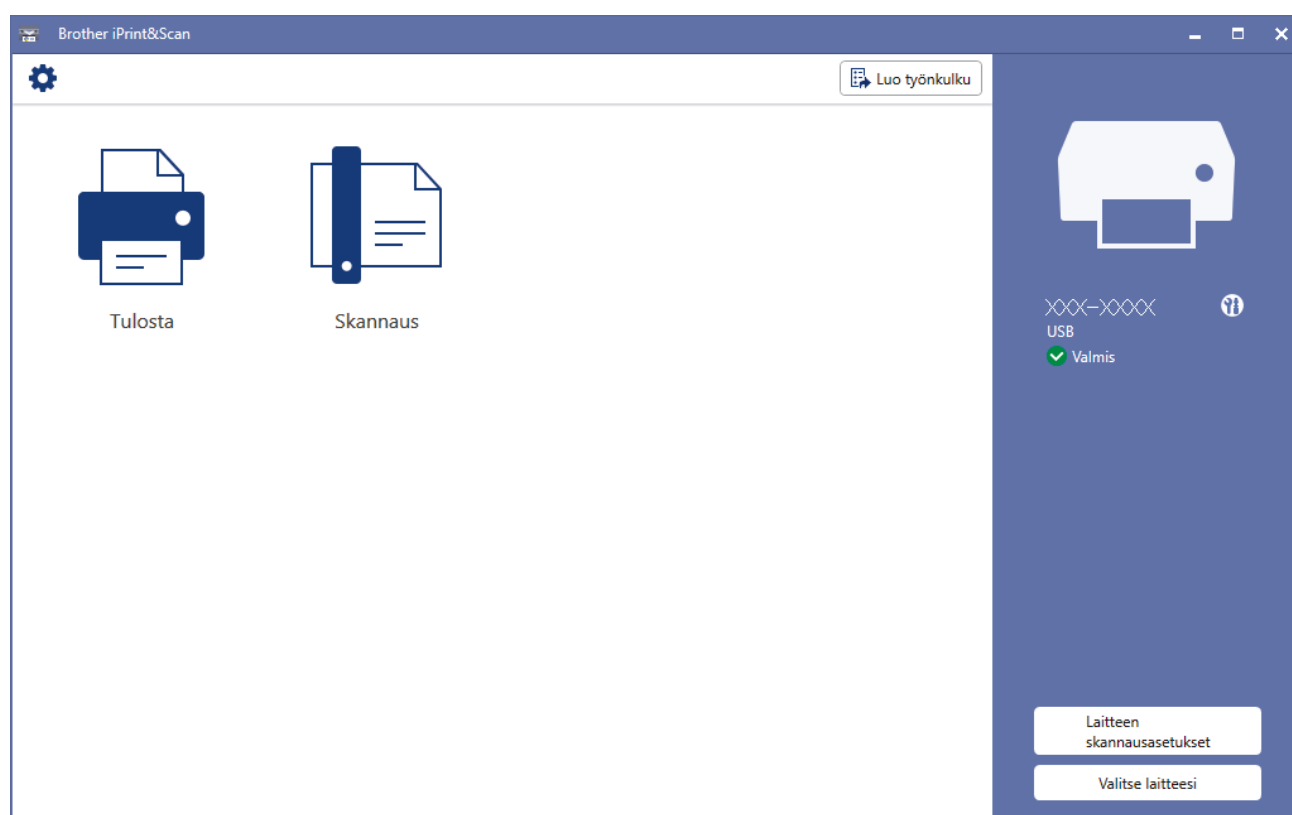 Brother iPrint&Scan
Luo työnkulku
Tulosta
Skannaus
XXX-XXXX
USB
Valmis
Laitteen
skannausasetukset
Valitse laitteesi